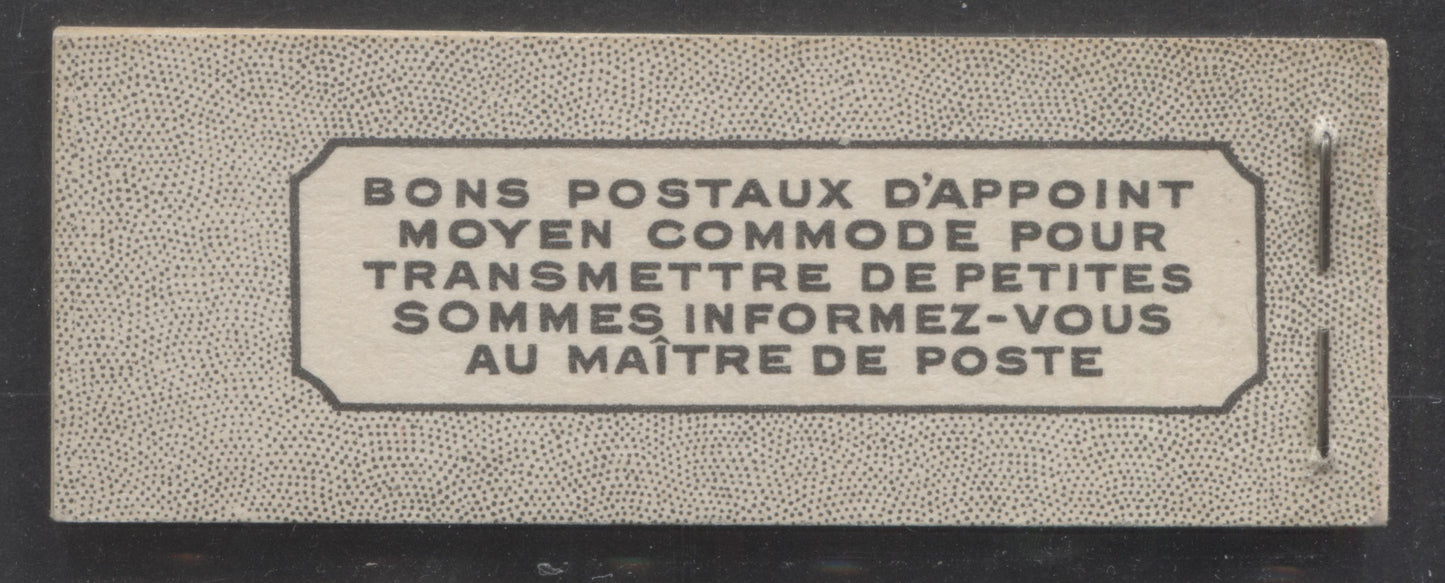 BONS POSTAUX D'APPOINT
MOYEN COMMODE POUR
TRANSMETTRE DE PETITES
SOMMES INFORMEZ-VOUS
AU MAÎTRE DE POSTE